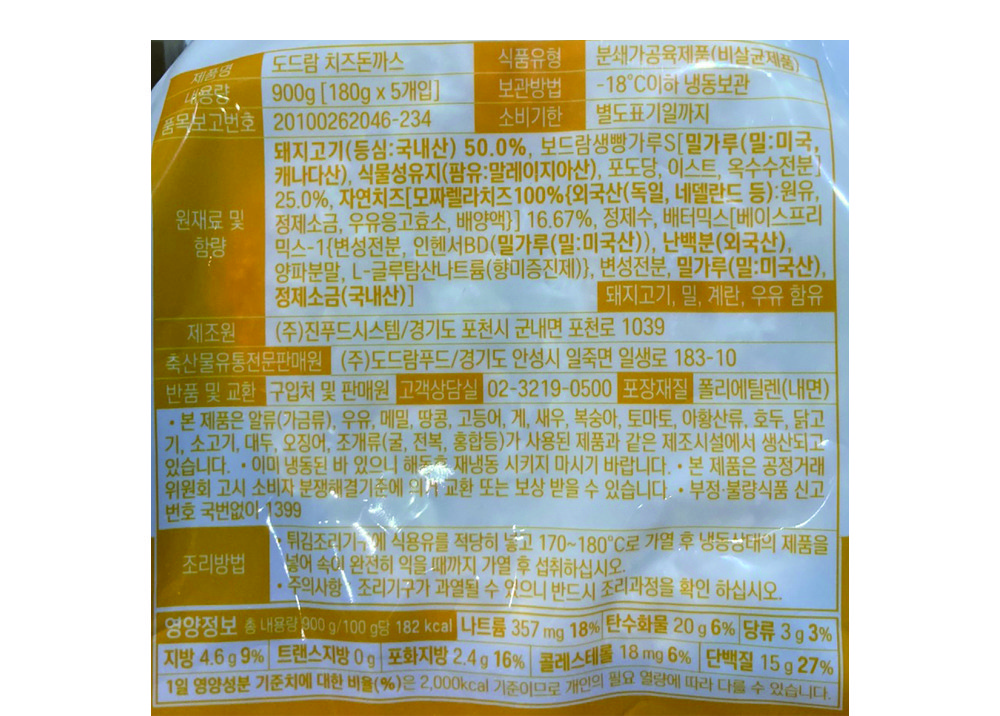 제품명 도드람 치즈돈까스 식품유형 분쇄가공육제품(비살균제품)
내용량 900g [180g x 5개입] 보관방법 -18°C이하 냉동보관
품목보고번호 20100262046-234 소비기한 별도표기일까지
원재료 및 함량
돼지고기(등심:국내산) 50.0%, 보드람생빵가루S[밀가루(밀:미국,
캐나다산), 식물성유지(팜유:말레이지아산), 포도당, 이스트, 옥수수전분]
25.0%, 자연치즈[모짜렐라치즈100%{외국산(독일, 네델란드 등):원유,
정제소금, 우유응고효소, 배양액}] 16.67%, 정제수, 배터믹스[베이스프리
믹스-1{변성전분, 인헨서BD(밀가루(밀:미국산)), 난백분(외국산),
양파분말, L-글루탐산나트륨(향미증진제)}, 변성전분, 밀가루(밀:미국산),
정제소금(국내산)] 돼지고기, 밀, 계란, 우유 함유
제조원 (주)진푸드시스템/경기도 포천시 군내면 포천로 1039
축산물유통전문판매원 (주)도드람푸드/경기도 안성시 일죽면 일생로 183-10
반품 및 교환 구입처 및 판매원 고객상담실 02-3219-0500 포장재질 폴리에틸렌(내면)
• 본 제품은 알류(가금류), 우유, 메밀, 땅콩, 고등어, 게, 새우, 복숭아, 토마토, 아황산류, 호두, 닭고
기, 소고기, 대두, 오징어, 조개류(굴, 전복, 홍합등)가 사용된 제품과 같은 제조시설에서 생산되고
있습니다. • 이미 냉동된 바 있으니 해동후 재냉동 시키지 마시기 바랍니다. • 본 제품은 공정거래
위원회 고시 소비자 분쟁해결기준에 의거 교환 또는 보상 받을 수 있습니다. • 부정·불량식품 신고
번호 국번없이 1399
조리방법
• 튀김조리기구에 식용유를 적당히 넣고 170~180°C로 가열 후 냉동상태의 제품을
넣어 속이 완전히 익을 때까지 가열 후 섭취하십시오.
• 주의사항 : 조리기구가 과열될 수 있으니 반드시 조리과정을 확인 하십시오.
영양정보 총 내용량 900 g/100 g당 182 kcal 나트륨 357 mg 18% 탄수화물 20 g 6% 당류 3 g 3%
지방 4.6 g 9% 트랜스지방 0 g 포화지방 2.4 g 16% 콜레스테롤 18 mg 6% 단백질 15 g 27%
1일 영양성분 기준치에 대한 비율(%)은 2,000kcal 기준이므로 개인의 필요 열량에 따라 다를 수 있습니다.